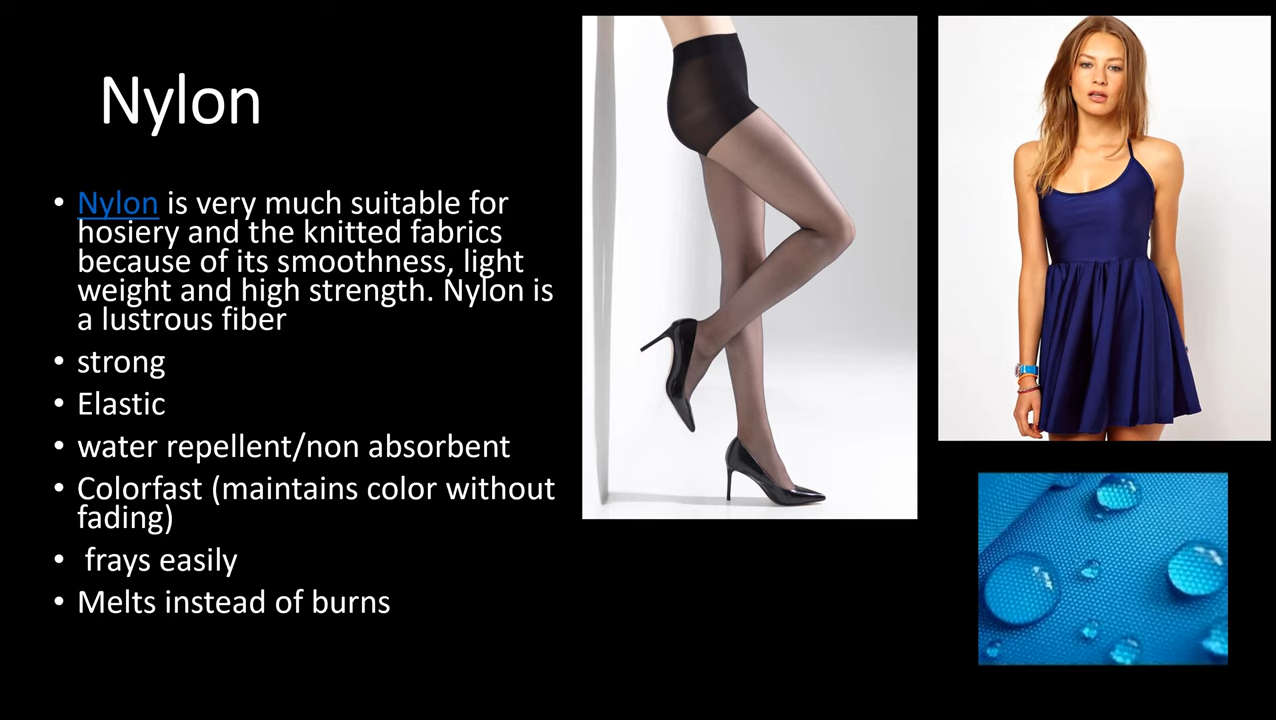 Nylon
• Nylon is very much suitable for
hosiery and the knitted fabrics
because of its smoothness, light
weight and high strength. Nylon is
a lustrous fiber
• strong
• Elastic
• water repellent/non absorbent
• Colorfast (maintains color without
fading)
• frays easily
• Melts instead of burns